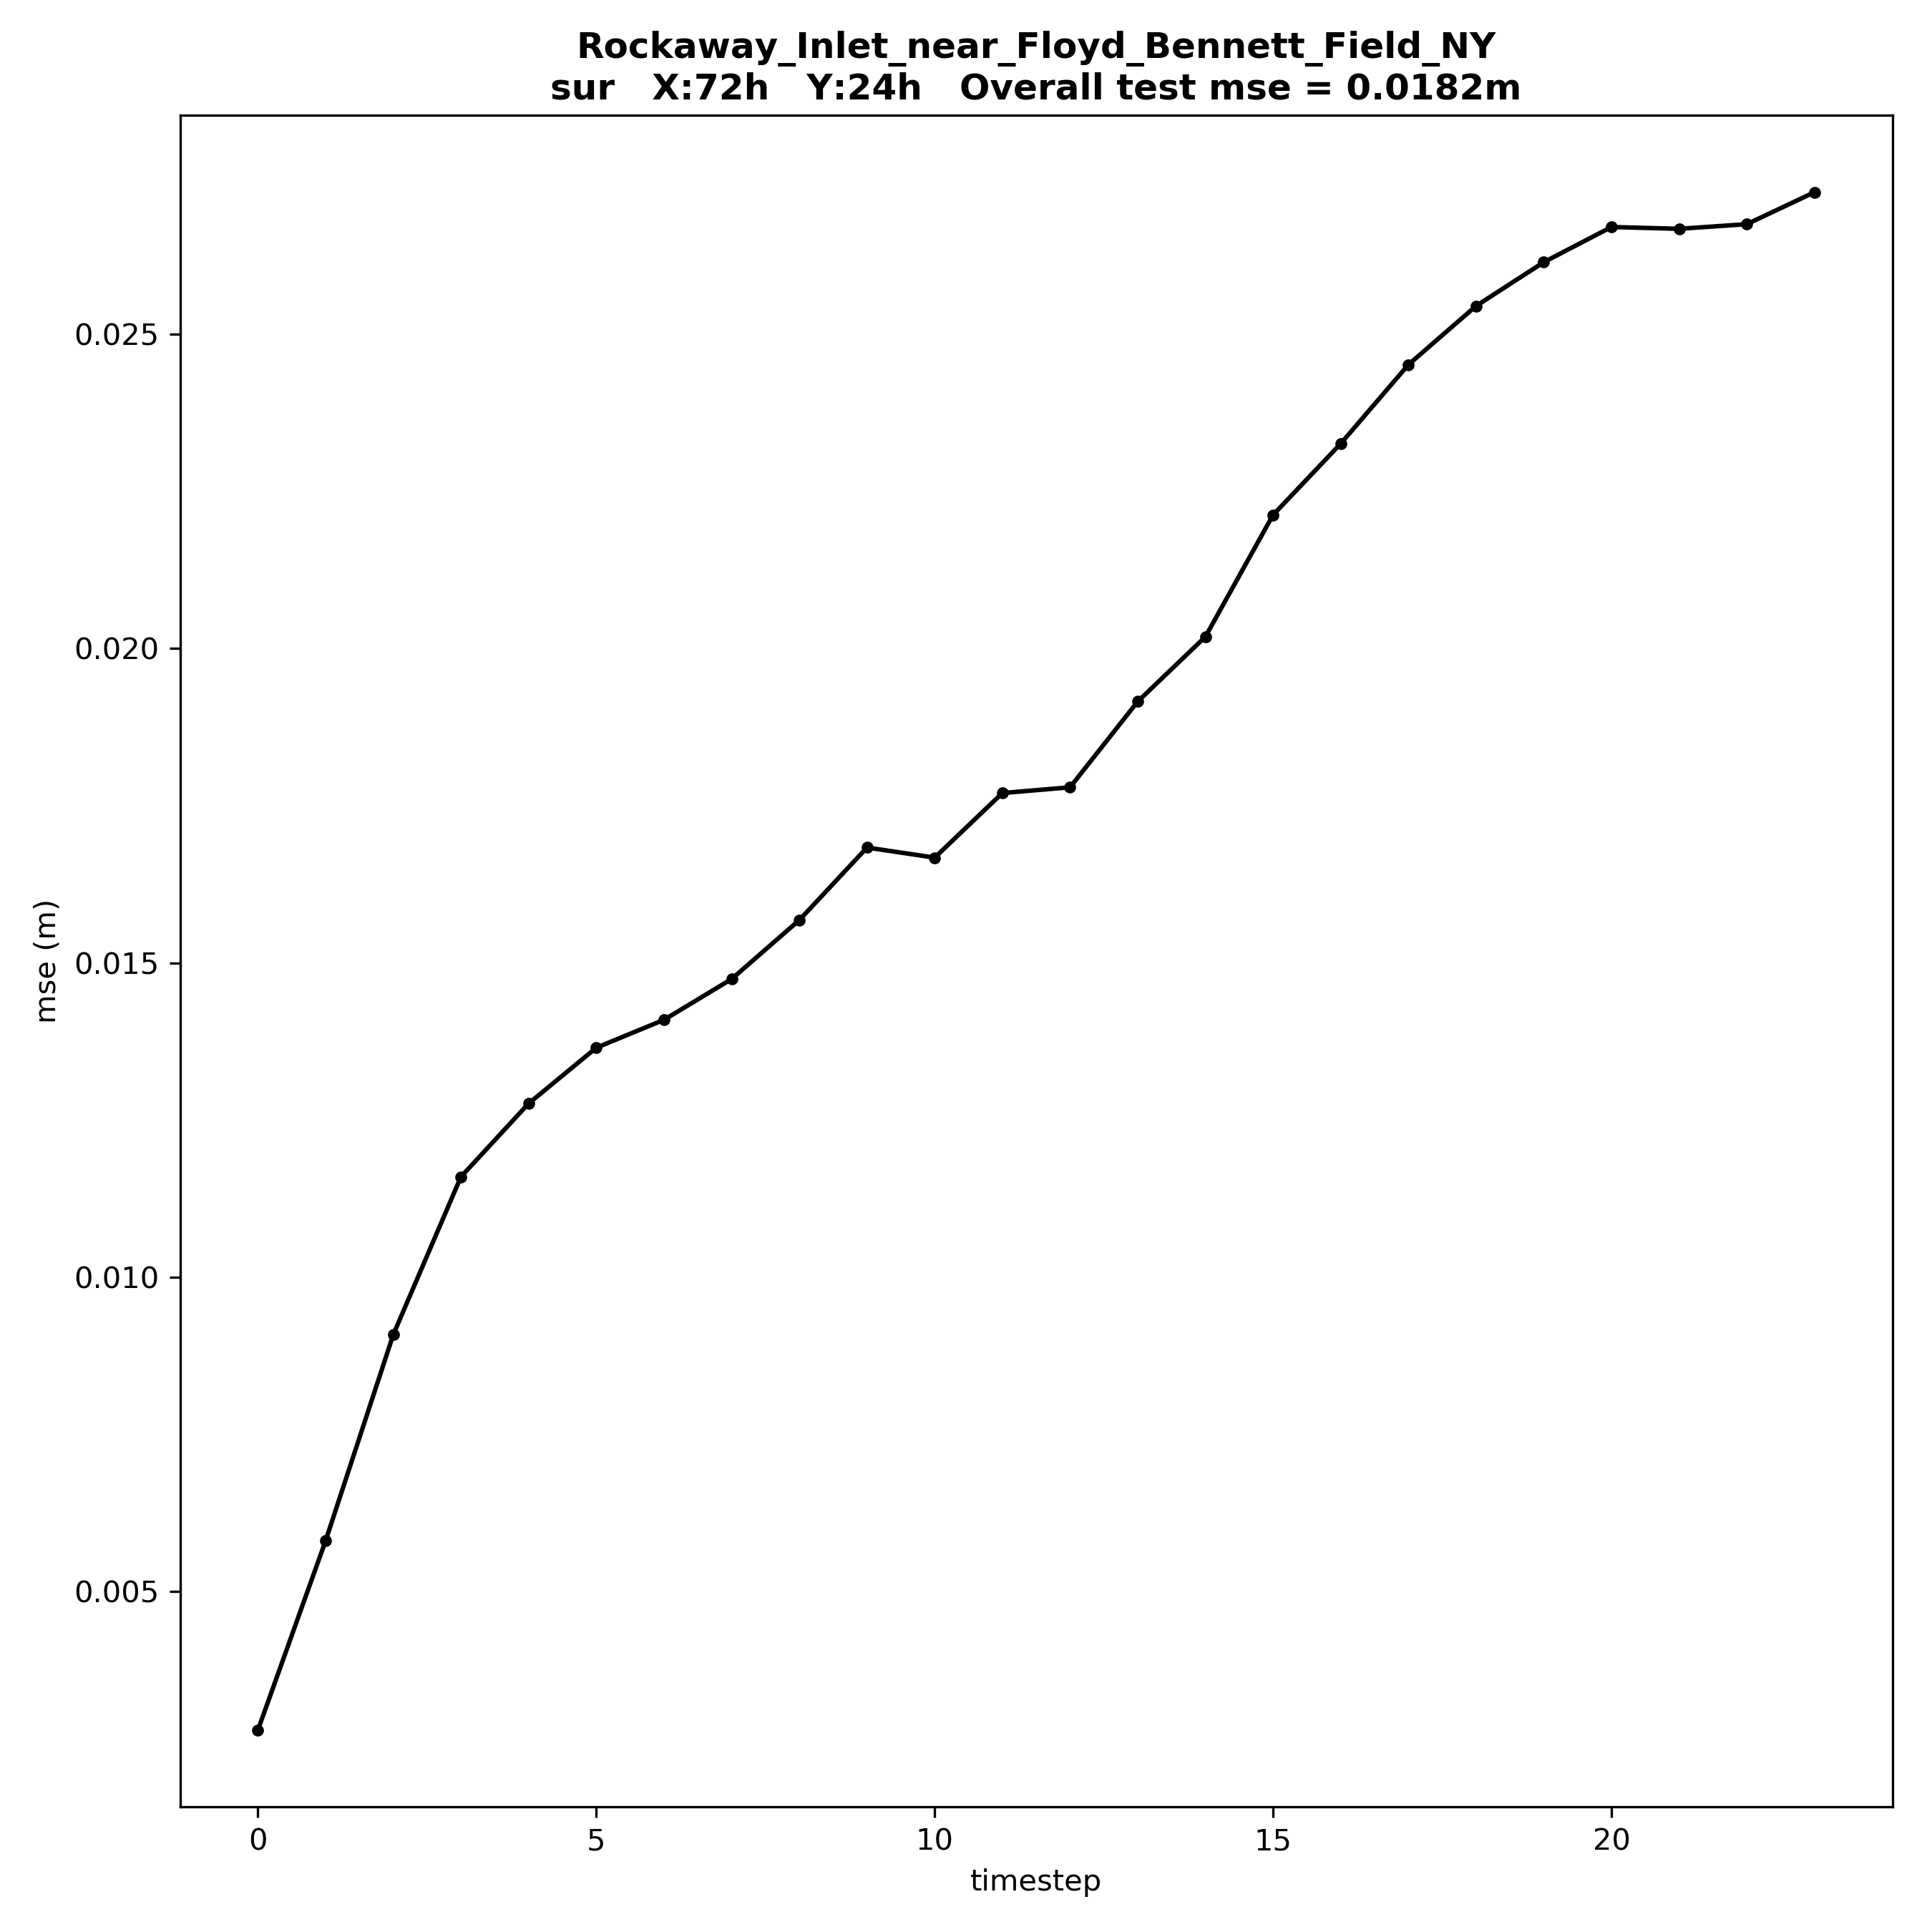 Rockaway_Inlet_near_Floyd_Bennett_Field_NY
sur X:72h Y:24h Overall test mse = 0.0182m
0.025
0.020
0.015
0.010
0.005
mse (m)
0 5 10 15 20
timestep